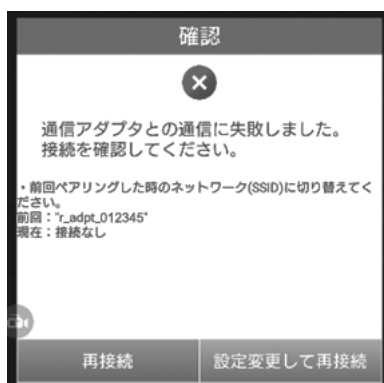 確認
通信アダプタとの通信に失敗しました。
接続を確認してください。
・前回ペアリングした時のネットワーク(SSID)に切り替えてく
ださい。
前回："r_adpt_012345"
現在：接続なし
再接続
設定変更して再接続